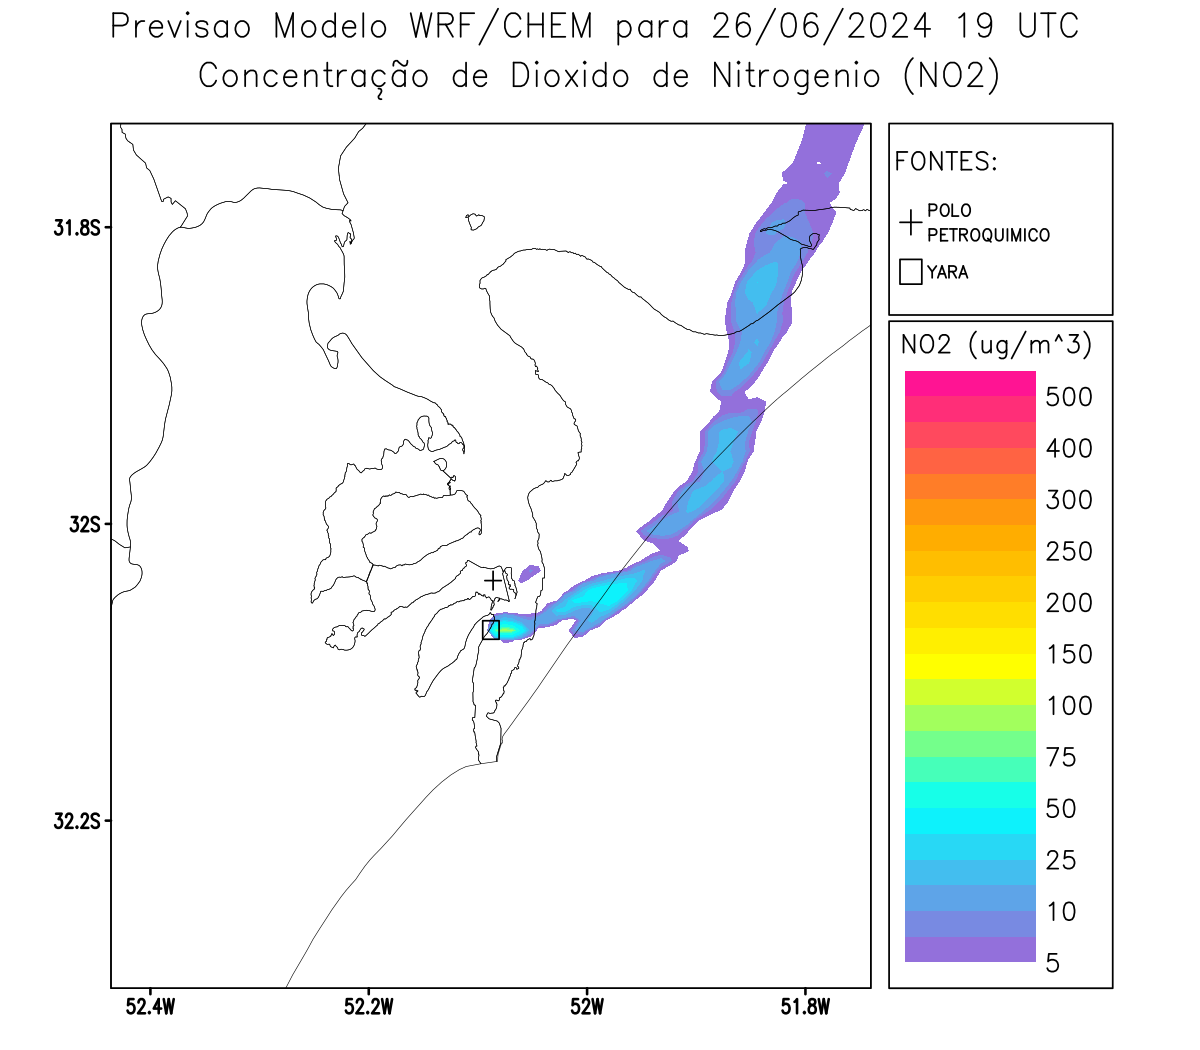 Previsao Modelo WRF/CHEM para 26/06/2024 19 UTC
Concentração de Dioxido de Nitrogenio (NO2)
FONTES:
POLO
PETROQUIMICO
YARA
NO2 (ug/m^3)
500
400
300
250
200
150
100
75
50
25
10
5
31.8S
32S
32.2S
52.4W
52.2W
52W
51.8W